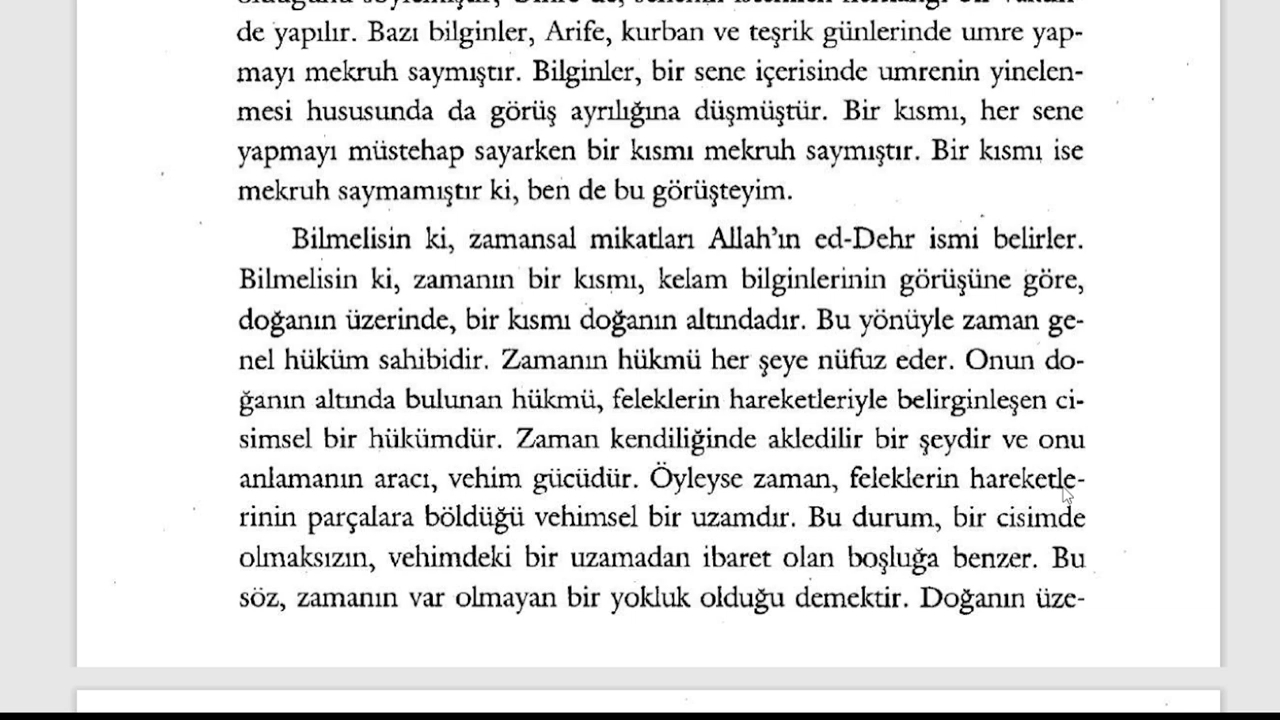 de yapılır. Bazı bilginler, Arife, kurban ve teşrik günlerinde umre yap-
mayı mekruh saymıştır. Bilginler, bir sene içerisinde umrenin yinelen-
mesi hususunda da görüş ayrılığına düşmüştür. Bir kısmı, her sene
yapmayı müstehap sayarken bir kısmı mekruh saymıştır. Bir kısmı ise
mekruh saymamıştır ki, ben de bu görüşteyim.
Bilmelisin ki, zamansal mikatları Allah'ın ed-Dehr ismi belirler.
Bilmelisin ki, zamanın bir kısmı, kelam bilginlerinin görüşüne göre,
doğanın üzerinde, bir kısmı doğanın altındadır. Bu yönüyle zaman ge-
nel hüküm sahibidir. Zamanın hükmü her şeye nüfuz eder. Onun do-
ğanın altında bulunan hükmü, feleklerin hareketleriyle belirginleşen ci-
simsel bir hükümdür. Zaman kendiliğinde akledilir bir şeydir ve onu
anlamanın aracı, vehim gücüdür. Öyleyse zaman, feleklerin hareketle-
rinin parçalara böldüğü vehimsel bir uzamdır. Bu durum, bir cisimde
olmaksızın, vehimdeki bir uzamadan ibaret olan boşluğa benzer. Bu
söz, zamanın var olmayan bir yokluk olduğu demektir. Doğanın üze-